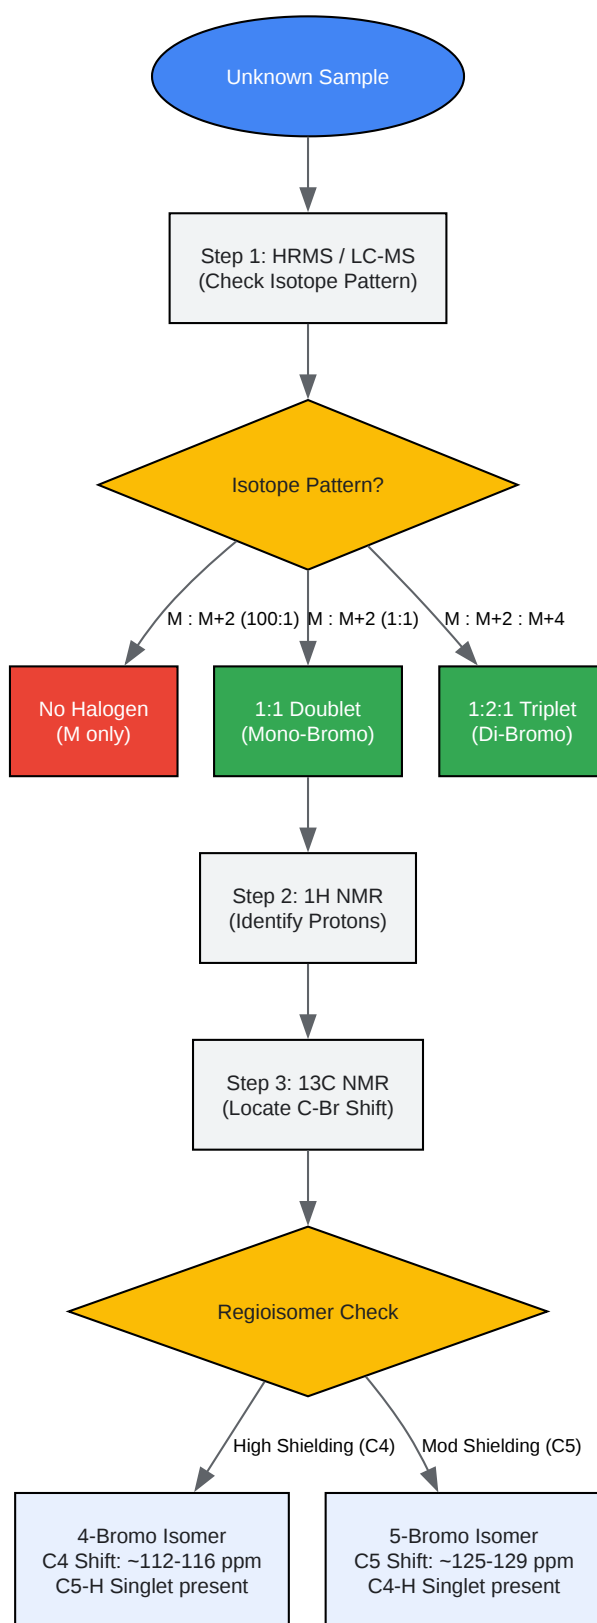 Unknown Sample
Step 1: HRMS / LC-MS
(Check Isotope Pattern)
Isotope Pattern?
M : M+2 (100:1)
M : M+2 (1:1)
M : M+2 : M+4
No Halogen
(M only)
1:1 Doublet
(Mono-Bromo)
1:2:1 Triplet
(Di-Bromo)
Step 2: 1H NMR
(Identify Protons)
Step 3: 13C NMR
(Locate C-Br Shift)
Regioisomer Check
High Shielding (C4)
Mod Shielding (C5)
4-Bromo Isomer
C4 Shift: ~112-116 ppm
C5-H Singlet present
5-Bromo Isomer
C5 Shift: ~125-129 ppm
C4-H Singlet present